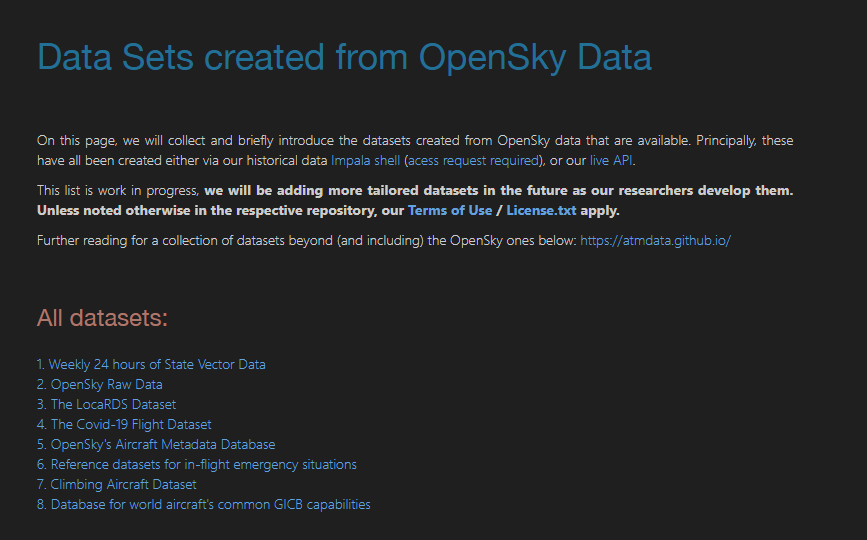 Data Sets created from OpenSky Data
On this page, we will collect and briefly introduce the datasets created from OpenSky data that are available. Principally, these
have all been created either via our historical data Impala shell (acess request required), or our live API.
This list is work in progress, we will be adding more tailored datasets in the future as our researchers develop them.
Unless noted otherwise in the respective repository, our Terms of Use / License.txt apply.
Further reading for a collection of datasets beyond (and including) the OpenSky ones below: https://atmdata.github.io/
All datasets:
1. Weekly 24 hours of State Vector Data
2. OpenSky Raw Data
3. The LocaRDS Dataset
4. The Covid-19 Flight Dataset
5. OpenSky's Aircraft Metadata Database
6. Reference datasets for in-flight emergency situations
7. Climbing Aircraft Dataset
8. Database for world aircraft's common GICB capabilities